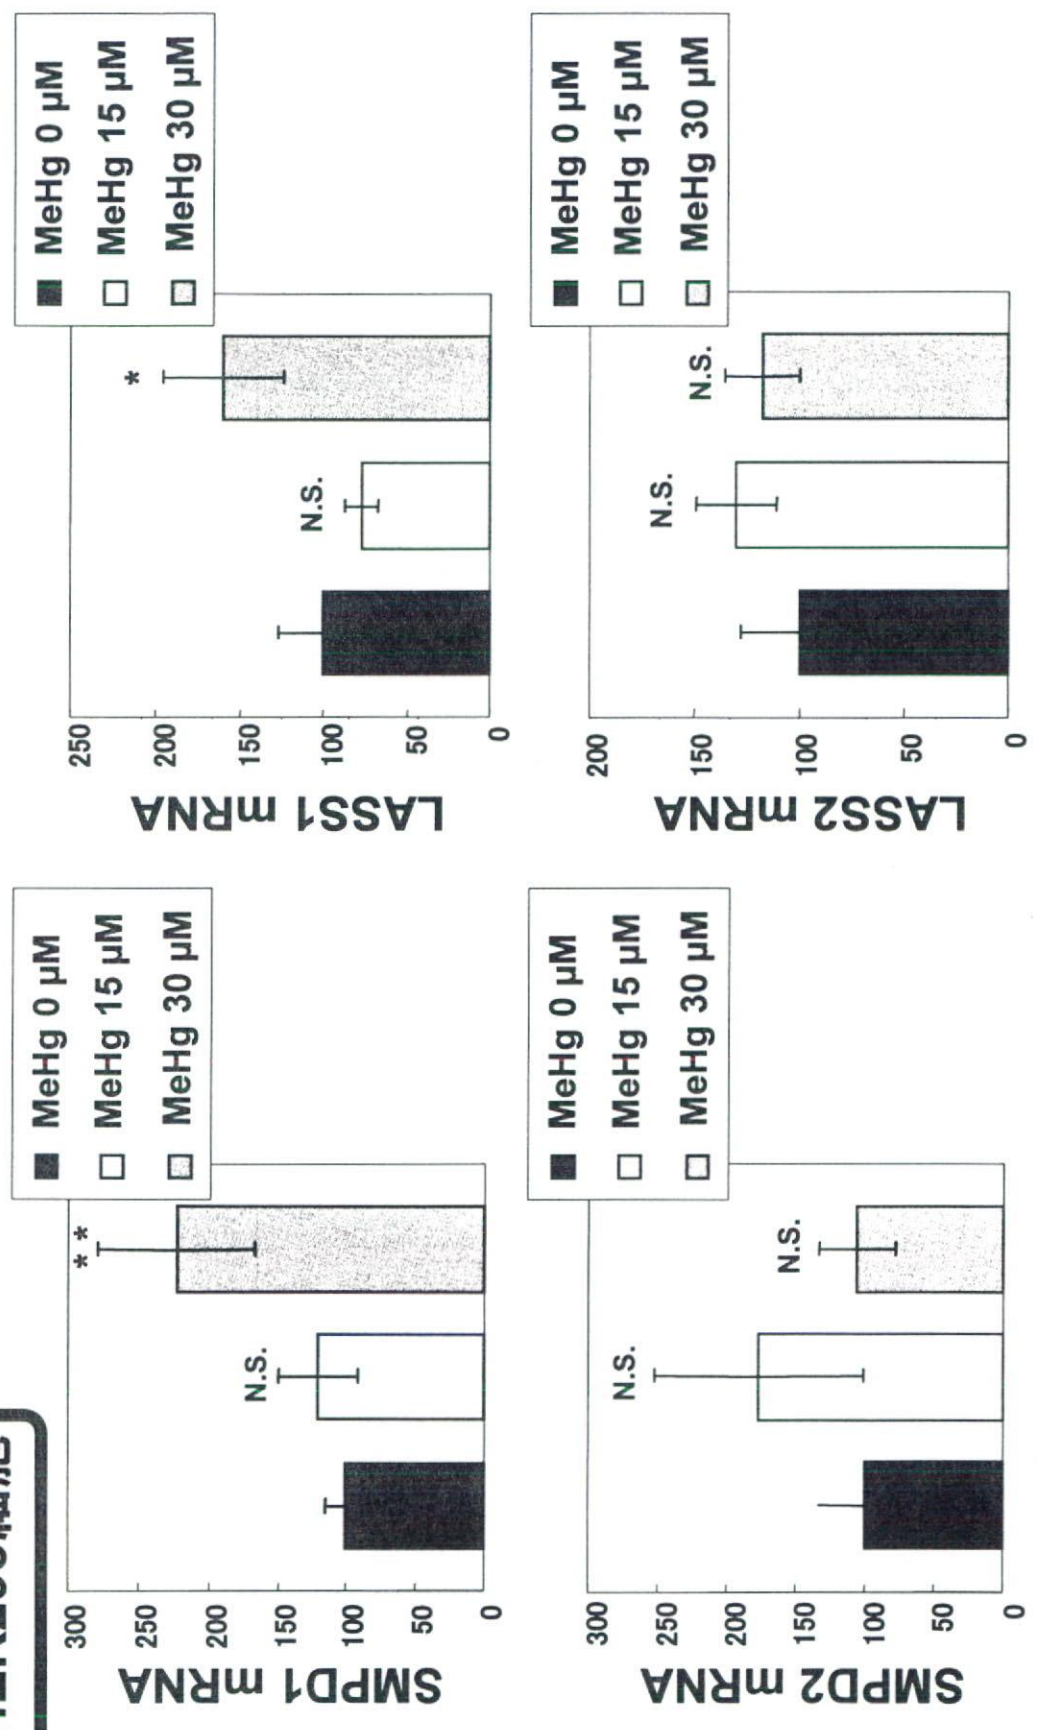 SMPD1 mRNA
300
250
200
150
100
50
0
N.S.
**
MeHg 0 µM
MeHg 15 µM
MeHg 30 µM
LASS1 mRNA
250
200
150
100
50
0
N.S.
*
MeHg 0 µM
MeHg 15 µM
MeHg 30 µM
SMPD2 mRNA
300
250
200
150
100
50
0
N.S.
N.S.
MeHg 0 µM
MeHg 15 µM
MeHg 30 µM
LASS2 mRNA
200
150
100
50
0
N.S.
N.S.
MeHg 0 µM
MeHg 15 µM
MeHg 30 µM